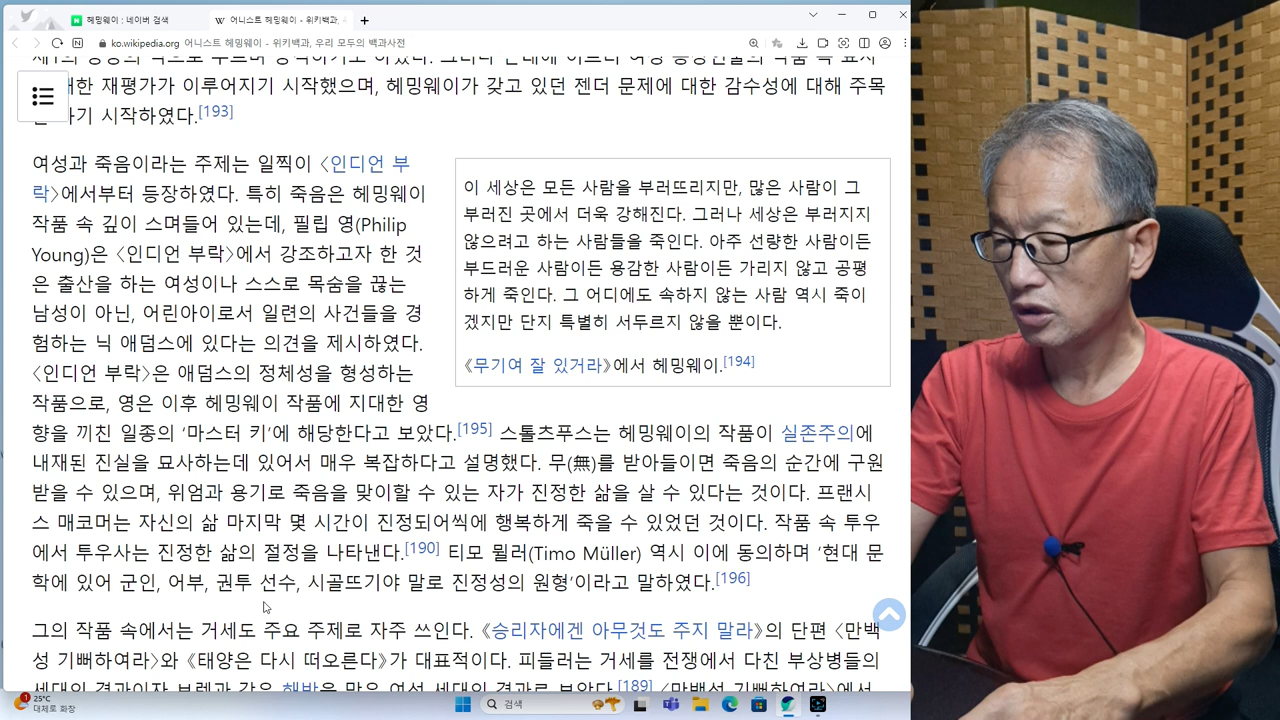 헤밍웨이 : 네이버 검색
어니스트 헤밍웨이 - 위키백과,
ko.wikipedia.org 어니스트 헤밍웨이 - 위키백과, 우리 모두의 백과사전
한 재평가가 이루어지기 시작했으며, 헤밍웨이가 갖고 있던 젠더 문제에 대한 감수성에 대해 주목
기 시작하였다.[193]
여성과 죽음이라는 주제는 일찍이 〈인디언 부
락〉에서부터 등장하였다. 특히 죽음은 헤밍웨이
작품 속 깊이 스며들어 있는데, 필립 영(Philip
Young)은 〈인디언 부락〉에서 강조하고자 한 것
은 출산을 하는 여성이나 스스로 목숨을 끊는
남성이 아닌, 어린아이로서 일련의 사건들을 경
험하는 닉 애덤스에 있다는 의견을 제시하였다.
〈인디언 부락〉은 애덤스의 정체성을 형성하는
작품으로, 영은 이후 헤밍웨이 작품에 지대한 영
향을 끼친 일종의 '마스터 키'에 해당한다고 보았다.[195] 스톨츠푸스는 헤밍웨이의 작품이 실존주의에
내재된 진실을 묘사하는데 있어서 매우 복잡하다고 설명했다. 무(無)를 받아들이면 죽음의 순간에 구원
받을 수 있으며, 위엄과 용기로 죽음을 맞이할 수 있는 자가 진정한 삶을 살 수 있다는 것이다. 프랜시
스 매코머는 자신의 삶 마지막 몇 시간이 진정되어씩에 행복하게 죽을 수 있었던 것이다. 작품 속 투우
에서 투우사는 진정한 삶의 절정을 나타낸다.[190] 티모 뮐러(Timo Müller) 역시 이에 동의하며 '현대 문
학에 있어 군인, 어부, 권투 선수, 시골뜨기야 말로 진정성의 원형'이라고 말하였다.[196]
이 세상은 모든 사람을 부러뜨리지만, 많은 사람이 그
부러진 곳에서 더욱 강해진다. 그러나 세상은 부러지지
않으려고 하는 사람들을 죽인다. 아주 선량한 사람이든
부드러운 사람이든 용감한 사람이든 가리지 않고 공평
하게 죽인다. 그 어디에도 속하지 않는 사람 역시 죽이
겠지만 단지 특별히 서두르지 않을 뿐이다.
《무기여 잘 있거라》에서 헤밍웨이.[194]
그의 작품 속에서는 거세도 주요 주제로 자주 쓰인다. 《승리자에겐 아무것도 주지 말라》의 단편 〈만백
성 기뻐하여라〉와 《태양은 다시 떠오른다》가 대표적이다. 피들러는 거세를 전쟁에서 다친 부상병들의
25°C
대체로 화창
검색